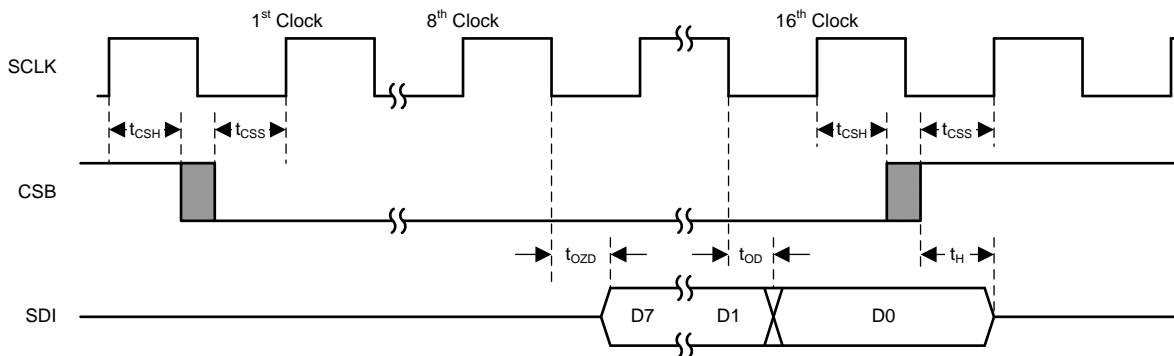 1st Clock 8th Clock 16th Clock
SCLK
tCSH tCSS tCSH tCSS
CSB
tOZD tOD tH
SDI D7 D1 D0